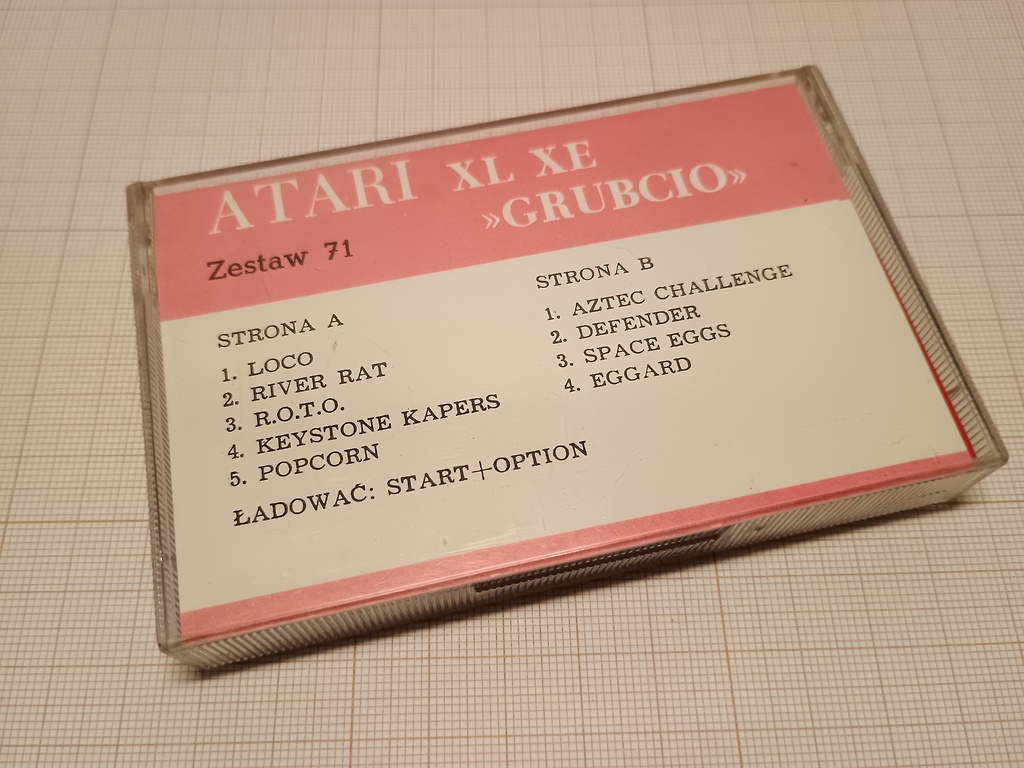 ATARI XL XE
»GRUBCIO»
Zestaw 71
STRONA A
1. LOCO
2. RIVER RAT
3. R.O.T.O.
4. KEYSTONE KAPERS
5. POPCORN
ŁADOWAĆ: START+OPTION
STRONA B
1. AZTEC CHALLENGE
2. DEFENDER
3. SPACE EGGS
4. EGGARD